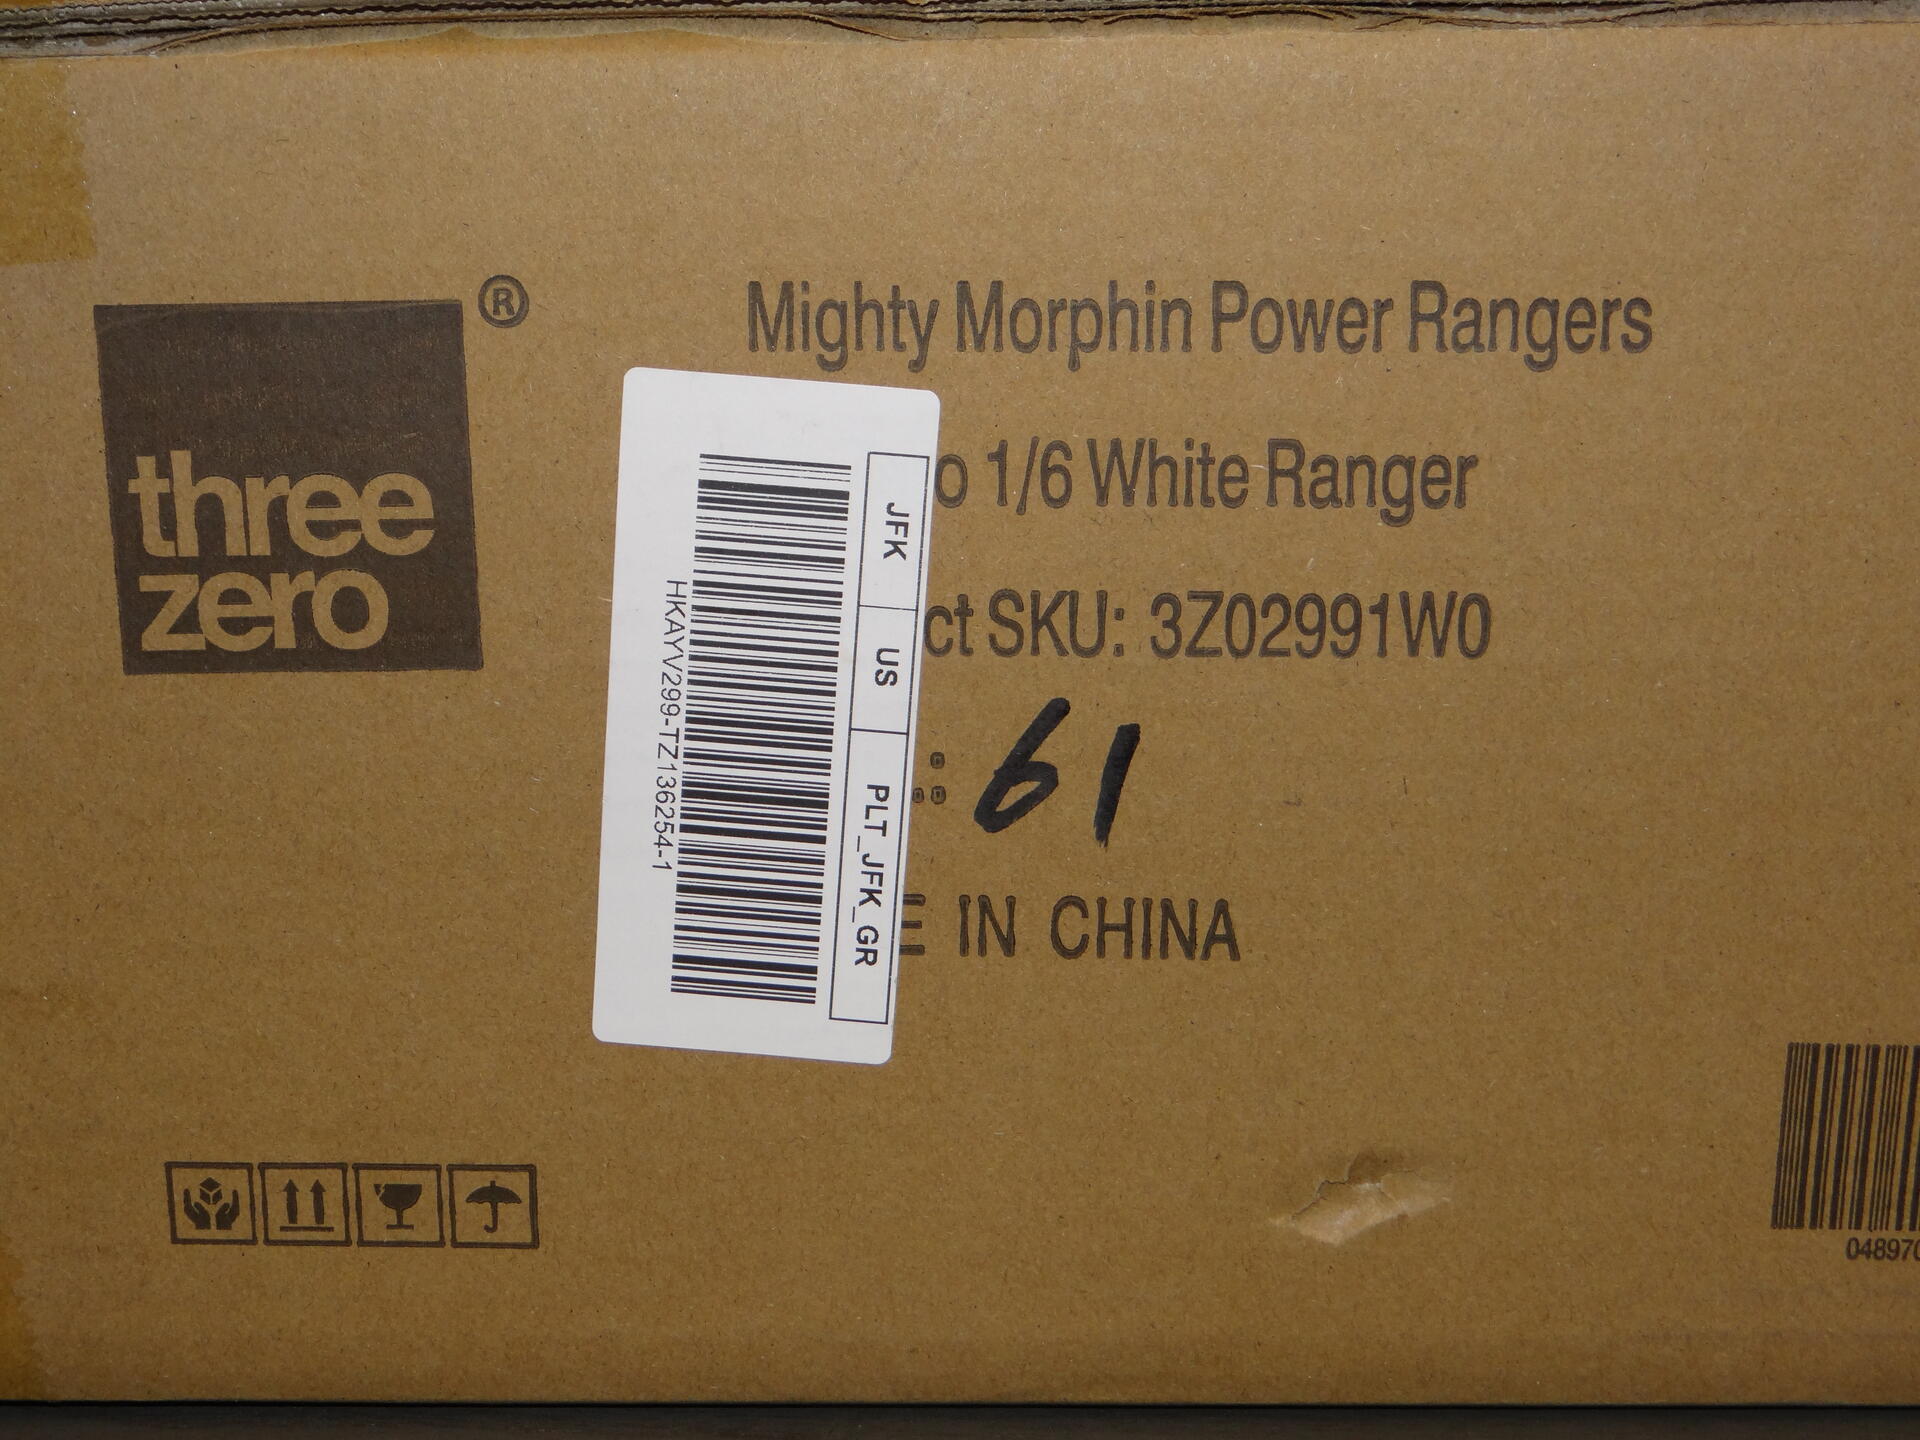 three
zero
®
Mighty Morphin Power Rangers
o 1/6 White Ranger
ct SKU: 3Z02991W0
61
E IN CHINA
JFK US PLT_JFK_GR
HKAYV299-TZ136254-1
04897